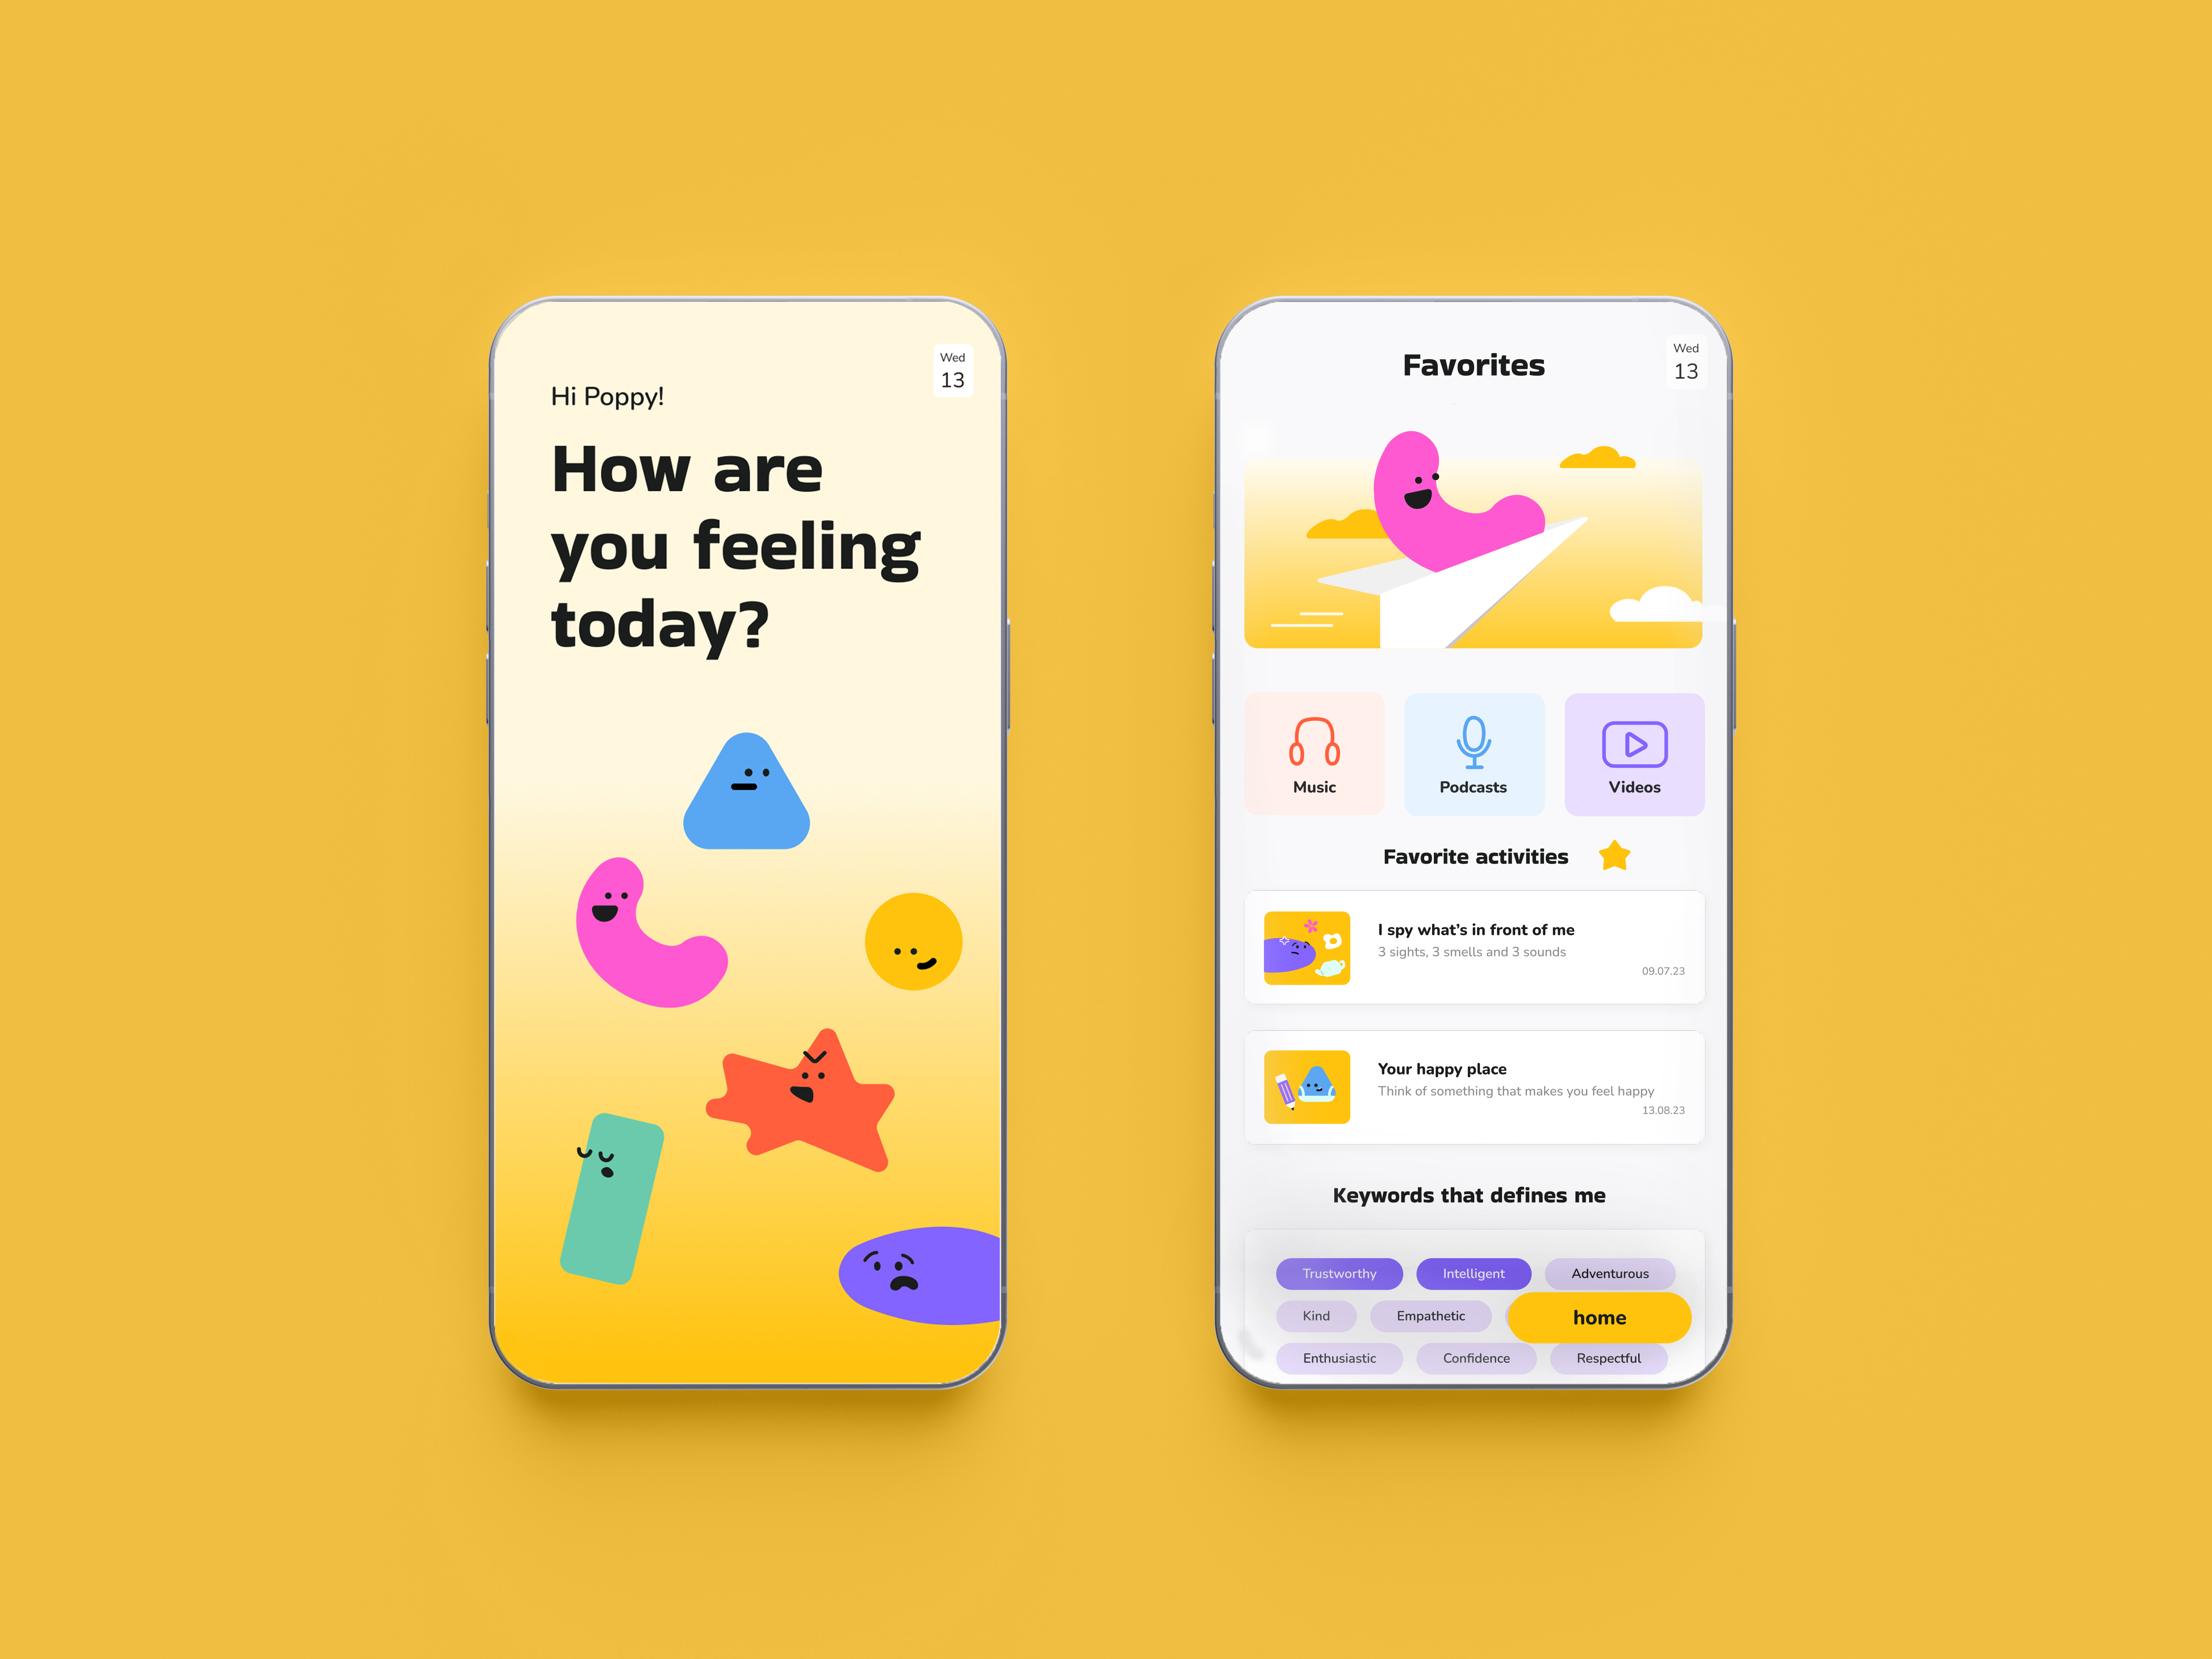 Wed
13
Hi Poppy!
How are
you feeling
today?
Favorites
Wed
13
Music
Podcasts
Videos
Favorite activities
I spy what's in front of me
3 sights, 3 smells and 3 sounds
09.07.23
Your happy place
Think of something that makes you feel happy
13.08.23
Keywords that defines me
Trustworthy
Intelligent
Adventurous
Kind
Empathetic
home
Enthusiastic
Confidence
Respectful